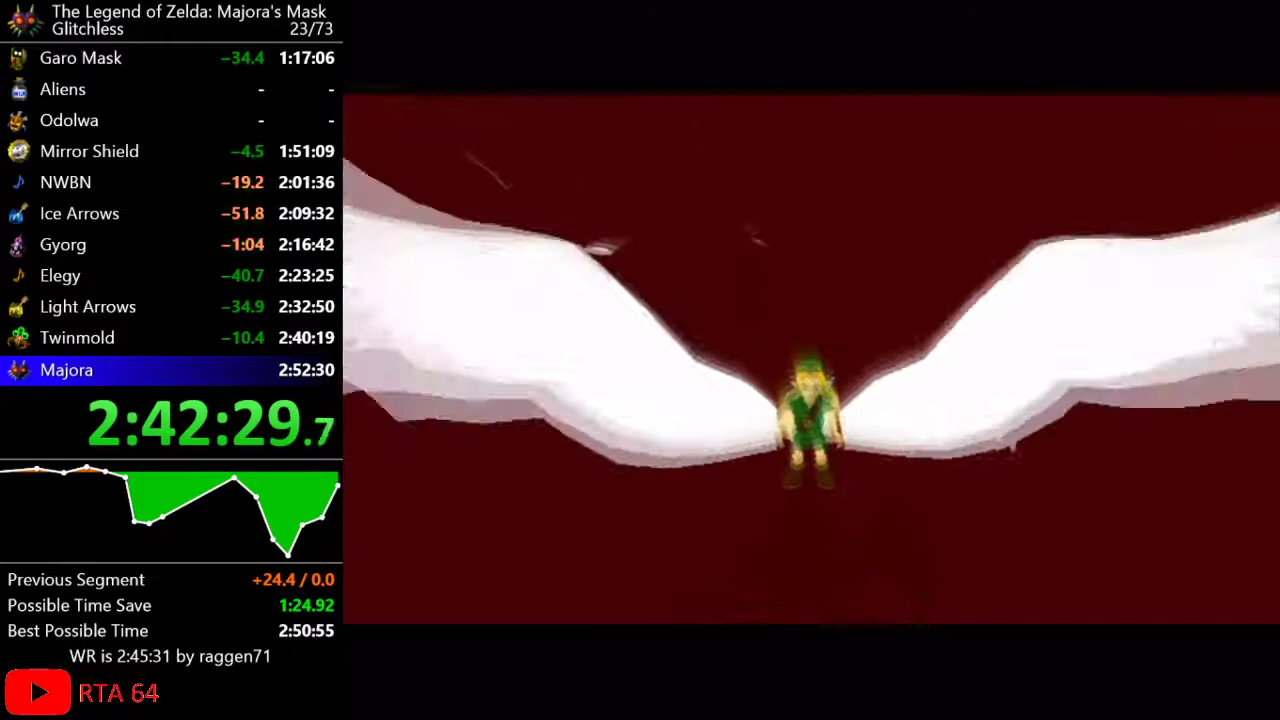 The Legend of Zelda: Majora's Mask
Glitchless 23/73
Garo Mask −34.4 1:17:06
Aliens - -
Odolwa - -
Mirror Shield −4.5 1:51:09
NWBN −19.2 2:01:36
Ice Arrows −51.8 2:09:32
Gyorg −1:04 2:16:42
Elegy −40.7 2:23:25
Light Arrows −34.9 2:32:50
Twinmold −10.4 2:40:19
Majora 2:52:30
2:42:29.7
Previous Segment +24.4 / 0.0
Possible Time Save 1:24.92
Best Possible Time 2:50:55
WR is 2:45:31 by raggen71
RTA 64